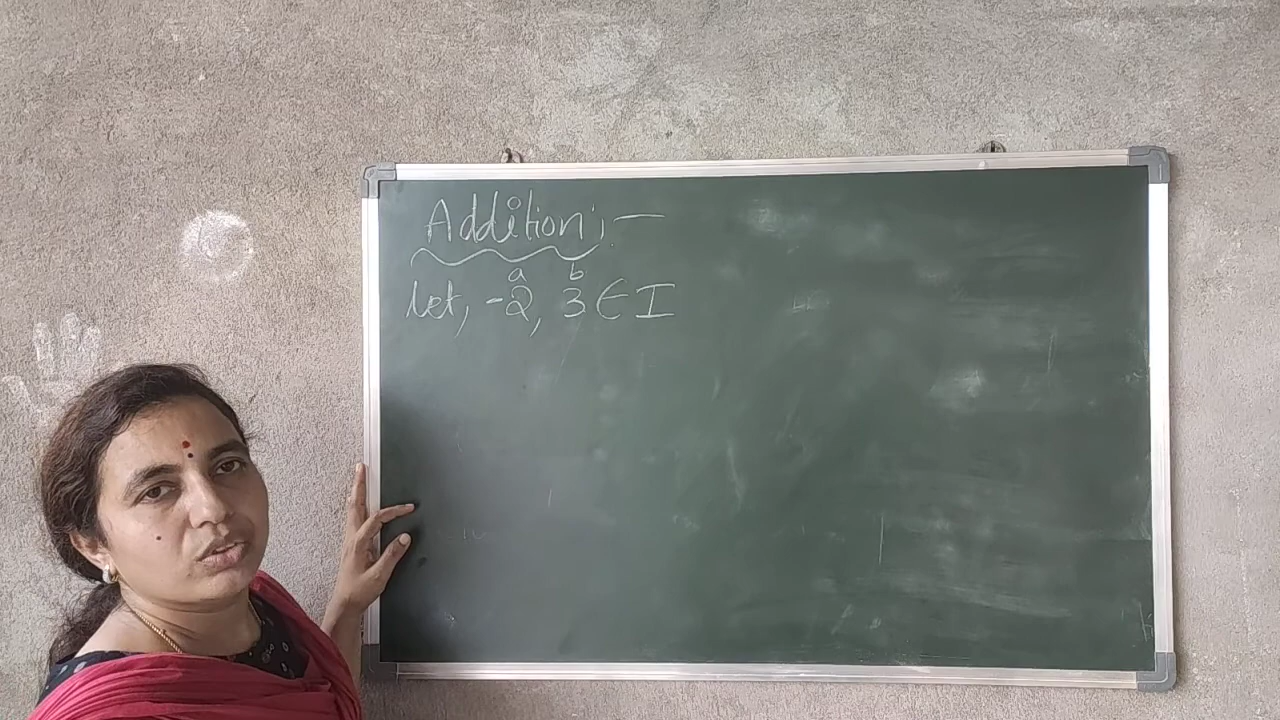 Addition :—
a b
let, -2, 3 ∈ I